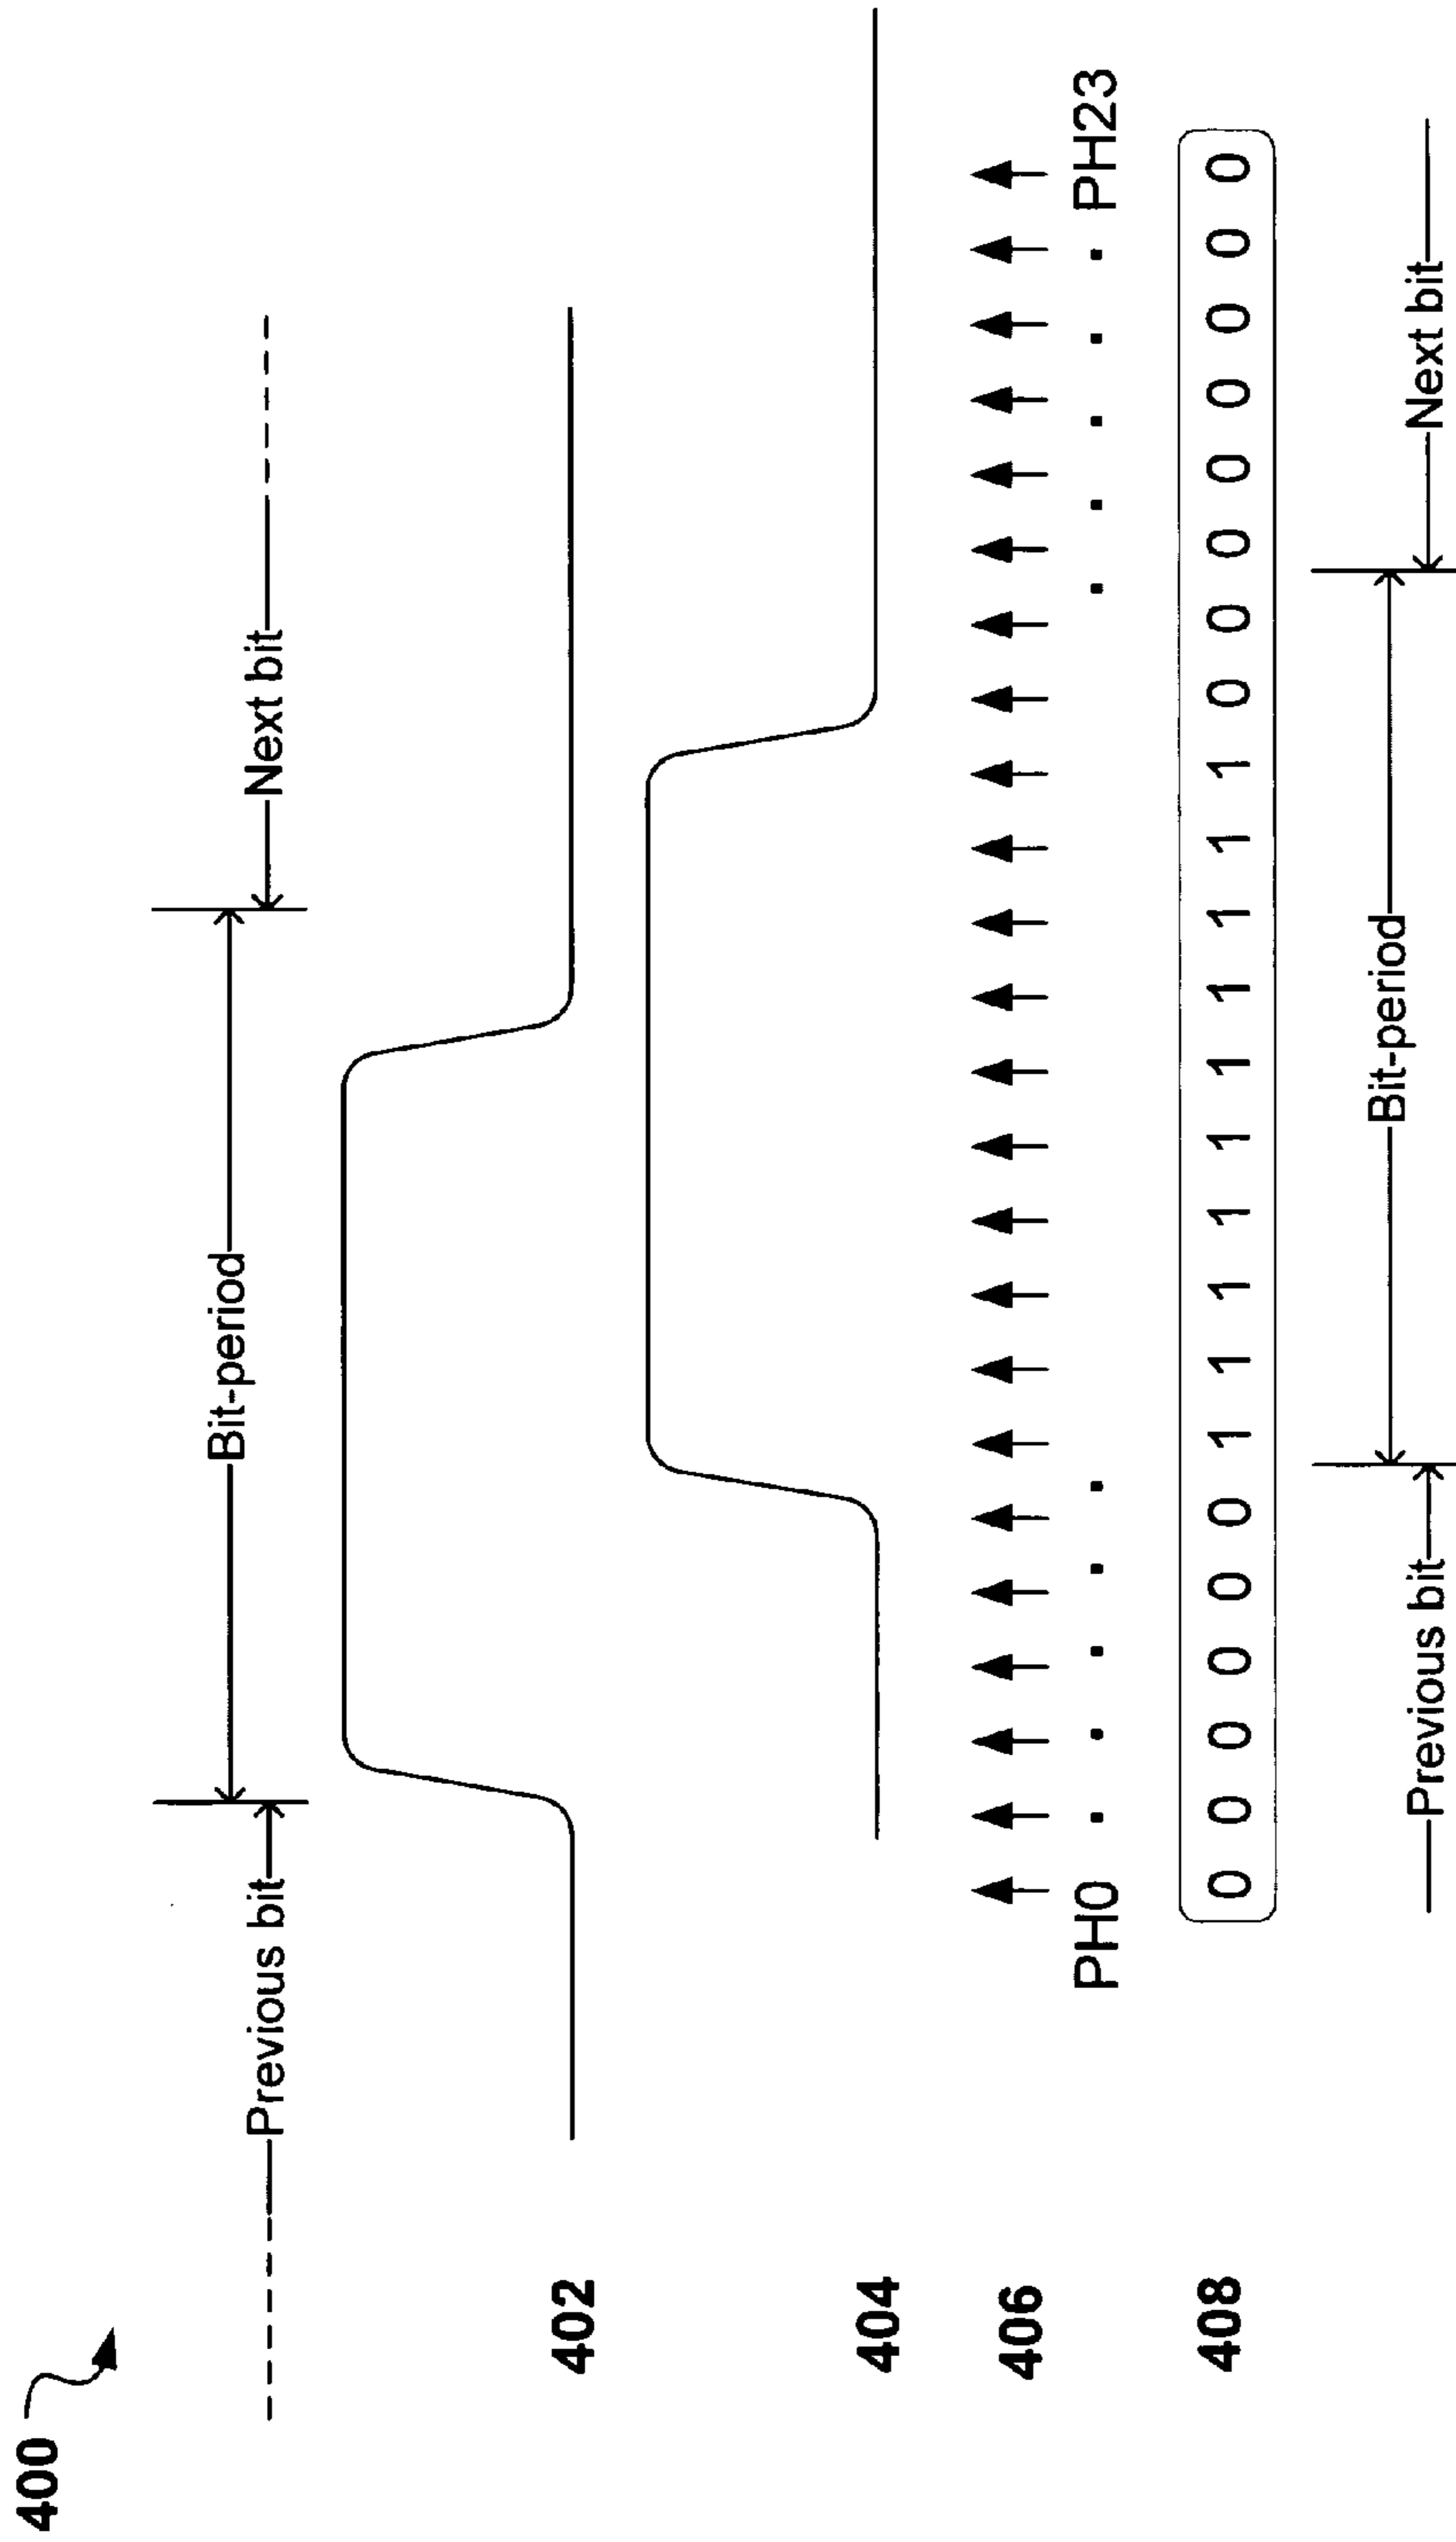 400
Bit-period
Previous bit Next bit
402
404
406
PH0 . . . . . . . . . . PH23
408 0 0 0 0 0 0 1 1 1 1 1 1 1 1 1 1 0 0 0 0 0 0 0 0
Bit-period
Previous bit Next bit